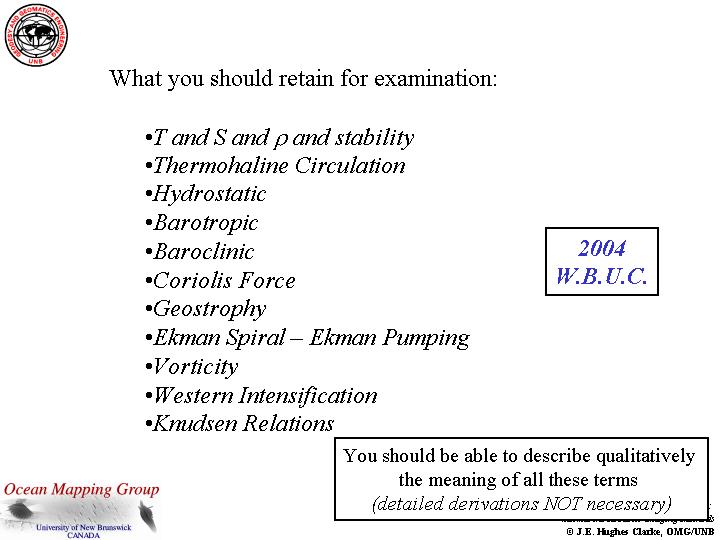 GEODESY AND GEOMATICS ENGINEERING
UNB
What you should retain for examination:
•T and S and ρ and stability
•Thermohaline Circulation
•Hydrostatic
•Barotropic
•Baroclinic
•Coriolis Force
•Geostrophy
•Ekman Spiral – Ekman Pumping
•Vorticity
•Western Intensification
•Knudsen Relations
2004
W.B.U.C.
You should be able to describe qualitatively
the meaning of all these terms
(detailed derivations NOT necessary)
Ocean Mapping Group
University of New Brunswick
CANADA
© J.E. Hughes Clarke, OMG/UNB